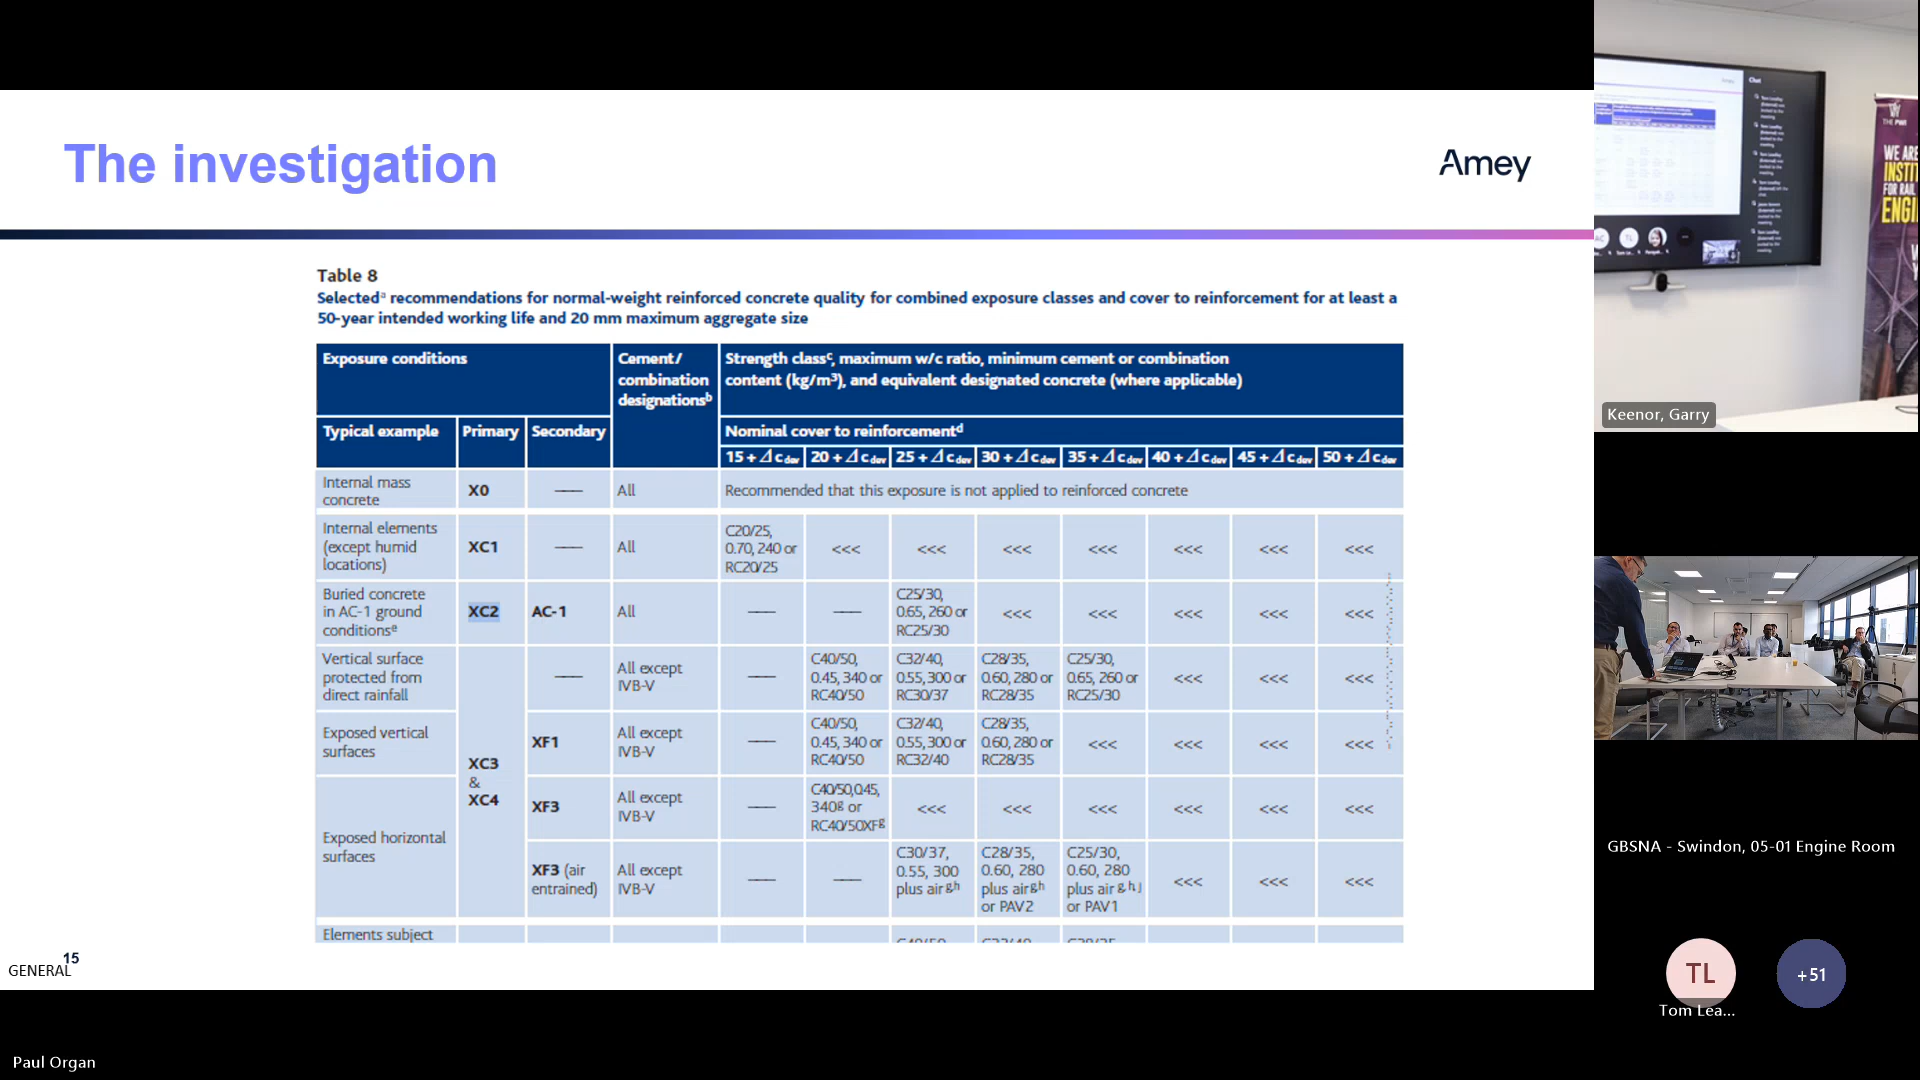 The investigation
Amey
Table 8
Selectedᵃ recommendations for normal-weight reinforced concrete quality for combined exposure classes and cover to reinforcement for at least a
50-year intended working life and 20 mm maximum aggregate size
Exposure conditions
Cement/
combination
designationsᵇ
Strength classᶜ, maximum w/c ratio, minimum cement or combination
content (kg/m³), and equivalent designated concrete (where applicable)
Typical example Primary Secondary
Nominal cover to reinforcementᵈ
15 + Δcdev 20 + Δcdev 25 + Δcdev 30 + Δcdev 35 + Δcdev 40 + Δcdev 45 + Δcdev 50 + Δcdev
Internal mass
concrete
X0 —— All Recommended that this exposure is not applied to reinforced concrete
Internal elements
(except humid
locations)
XC1 —— All
C20/25,
0.70, 240 or
RC20/25
<<< <<< <<< <<< <<< <<< <<<
Buried concrete
in AC-1 ground
conditionsᵉ
XC2 AC-1 All —— ——
C25/30,
0.65, 260 or
RC25/30
<<< <<< <<< <<< <<<
Vertical surface
protected from
direct rainfall
——
All except
IVB-V
——
C40/50,
0.45, 340 or
RC40/50
C32/40,
0.55, 300 or
RC30/37
C28/35,
0.60, 280 or
RC28/35
C25/30,
0.65, 260 or
RC25/30
<<< <<< <<<
Exposed vertical
surfaces
XC3
&
XC4
XF1
All except
IVB-V
——
C40/50,
0.45, 340 or
RC40/50
C32/40,
0.55, 300 or
RC32/40
C28/35,
0.60, 280 or
RC28/35
<<< <<< <<< <<<
Exposed horizontal
surfaces
XF3
All except
IVB-V
——
C40/50,0.45,
340ᵍ or
RC40/50XFᵍ
<<< <<< <<< <<< <<< <<<
XF3 (air
entrained)
All except
IVB-V
—— ——
C30/37,
0.55, 300
plus airᵍʰ
C28/35,
0.60, 280
plus airᵍʰ
or PAV2
C25/30,
0.60, 280
plus airᵍʰʲ
or PAV1
<<< <<< <<<
Elements subject
15
GENERAL
Paul Organ
Chat
THE PWI
WE ARE
INSTIT
FOR RAIL
ENGI
Keenor, Garry
GBSNA - Swindon, 05-01 Engine Room
TL
Tom Lea...
+51